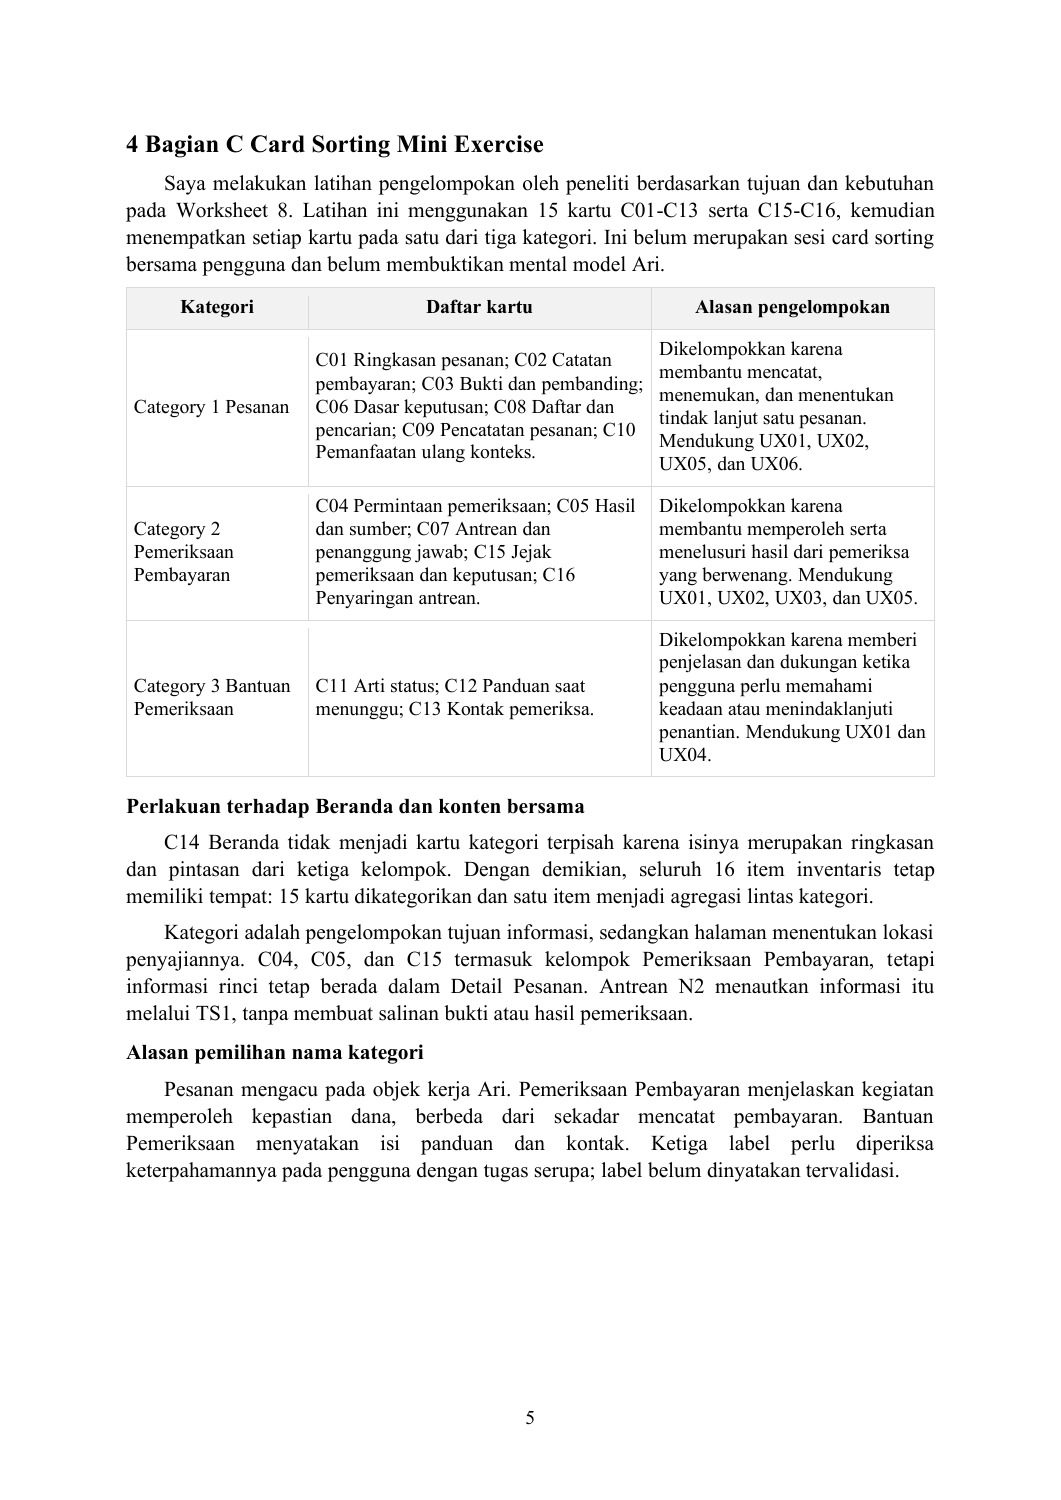 4 Bagian C Card Sorting Mini Exercise
Saya melakukan latihan pengelompokan oleh peneliti berdasarkan tujuan dan kebutuhan
pada Worksheet 8. Latihan ini menggunakan 15 kartu C01-C13 serta C15-C16, kemudian
menempatkan setiap kartu pada satu dari tiga kategori. Ini belum merupakan sesi card sorting
bersama pengguna dan belum membuktikan mental model Ari.
Kategori
Daftar kartu
Alasan pengelompokan
Category 1 Pesanan
C01 Ringkasan pesanan; C02 Catatan
pembayaran; C03 Bukti dan pembanding;
C06 Dasar keputusan; C08 Daftar dan
pencarian; C09 Pencatatan pesanan; C10
Pemanfaatan ulang konteks.
Dikelompokkan karena
membantu mencatat,
menemukan, dan menentukan
tindak lanjut satu pesanan.
Mendukung UX01, UX02,
UX05, dan UX06.
Category 2
Pemeriksaan
Pembayaran
C04 Permintaan pemeriksaan; C05 Hasil
dan sumber; C07 Antrean dan
penanggung jawab; C15 Jejak
pemeriksaan dan keputusan; C16
Penyaringan antrean.
Dikelompokkan karena
membantu memperoleh serta
menelusuri hasil dari pemeriksa
yang berwenang. Mendukung
UX01, UX02, UX03, dan UX05.
Category 3 Bantuan
Pemeriksaan
C11 Arti status; C12 Panduan saat
menunggu; C13 Kontak pemeriksa.
Dikelompokkan karena memberi
penjelasan dan dukungan ketika
pengguna perlu memahami
keadaan atau menindaklanjuti
penantian. Mendukung UX01 dan
UX04.
Perlakuan terhadap Beranda dan konten bersama
C14 Beranda tidak menjadi kartu kategori terpisah karena isinya merupakan ringkasan
dan pintasan dari ketiga kelompok. Dengan demikian, seluruh 16 item inventaris tetap
memiliki tempat: 15 kartu dikategorikan dan satu item menjadi agregasi lintas kategori.
Kategori adalah pengelompokan tujuan informasi, sedangkan halaman menentukan lokasi
penyajiannya. C04, C05, dan C15 termasuk kelompok Pemeriksaan Pembayaran, tetapi
informasi rinci tetap berada dalam Detail Pesanan. Antrean N2 menautkan informasi itu
melalui TS1, tanpa membuat salinan bukti atau hasil pemeriksaan.
Alasan pemilihan nama kategori
Pesanan mengacu pada objek kerja Ari. Pemeriksaan Pembayaran menjelaskan kegiatan
memperoleh kepastian dana, berbeda dari sekadar mencatat pembayaran. Bantuan
Pemeriksaan menyatakan isi panduan dan kontak. Ketiga label perlu diperiksa
keterpahamannya pada pengguna dengan tugas serupa; label belum dinyatakan tervalidasi.
5